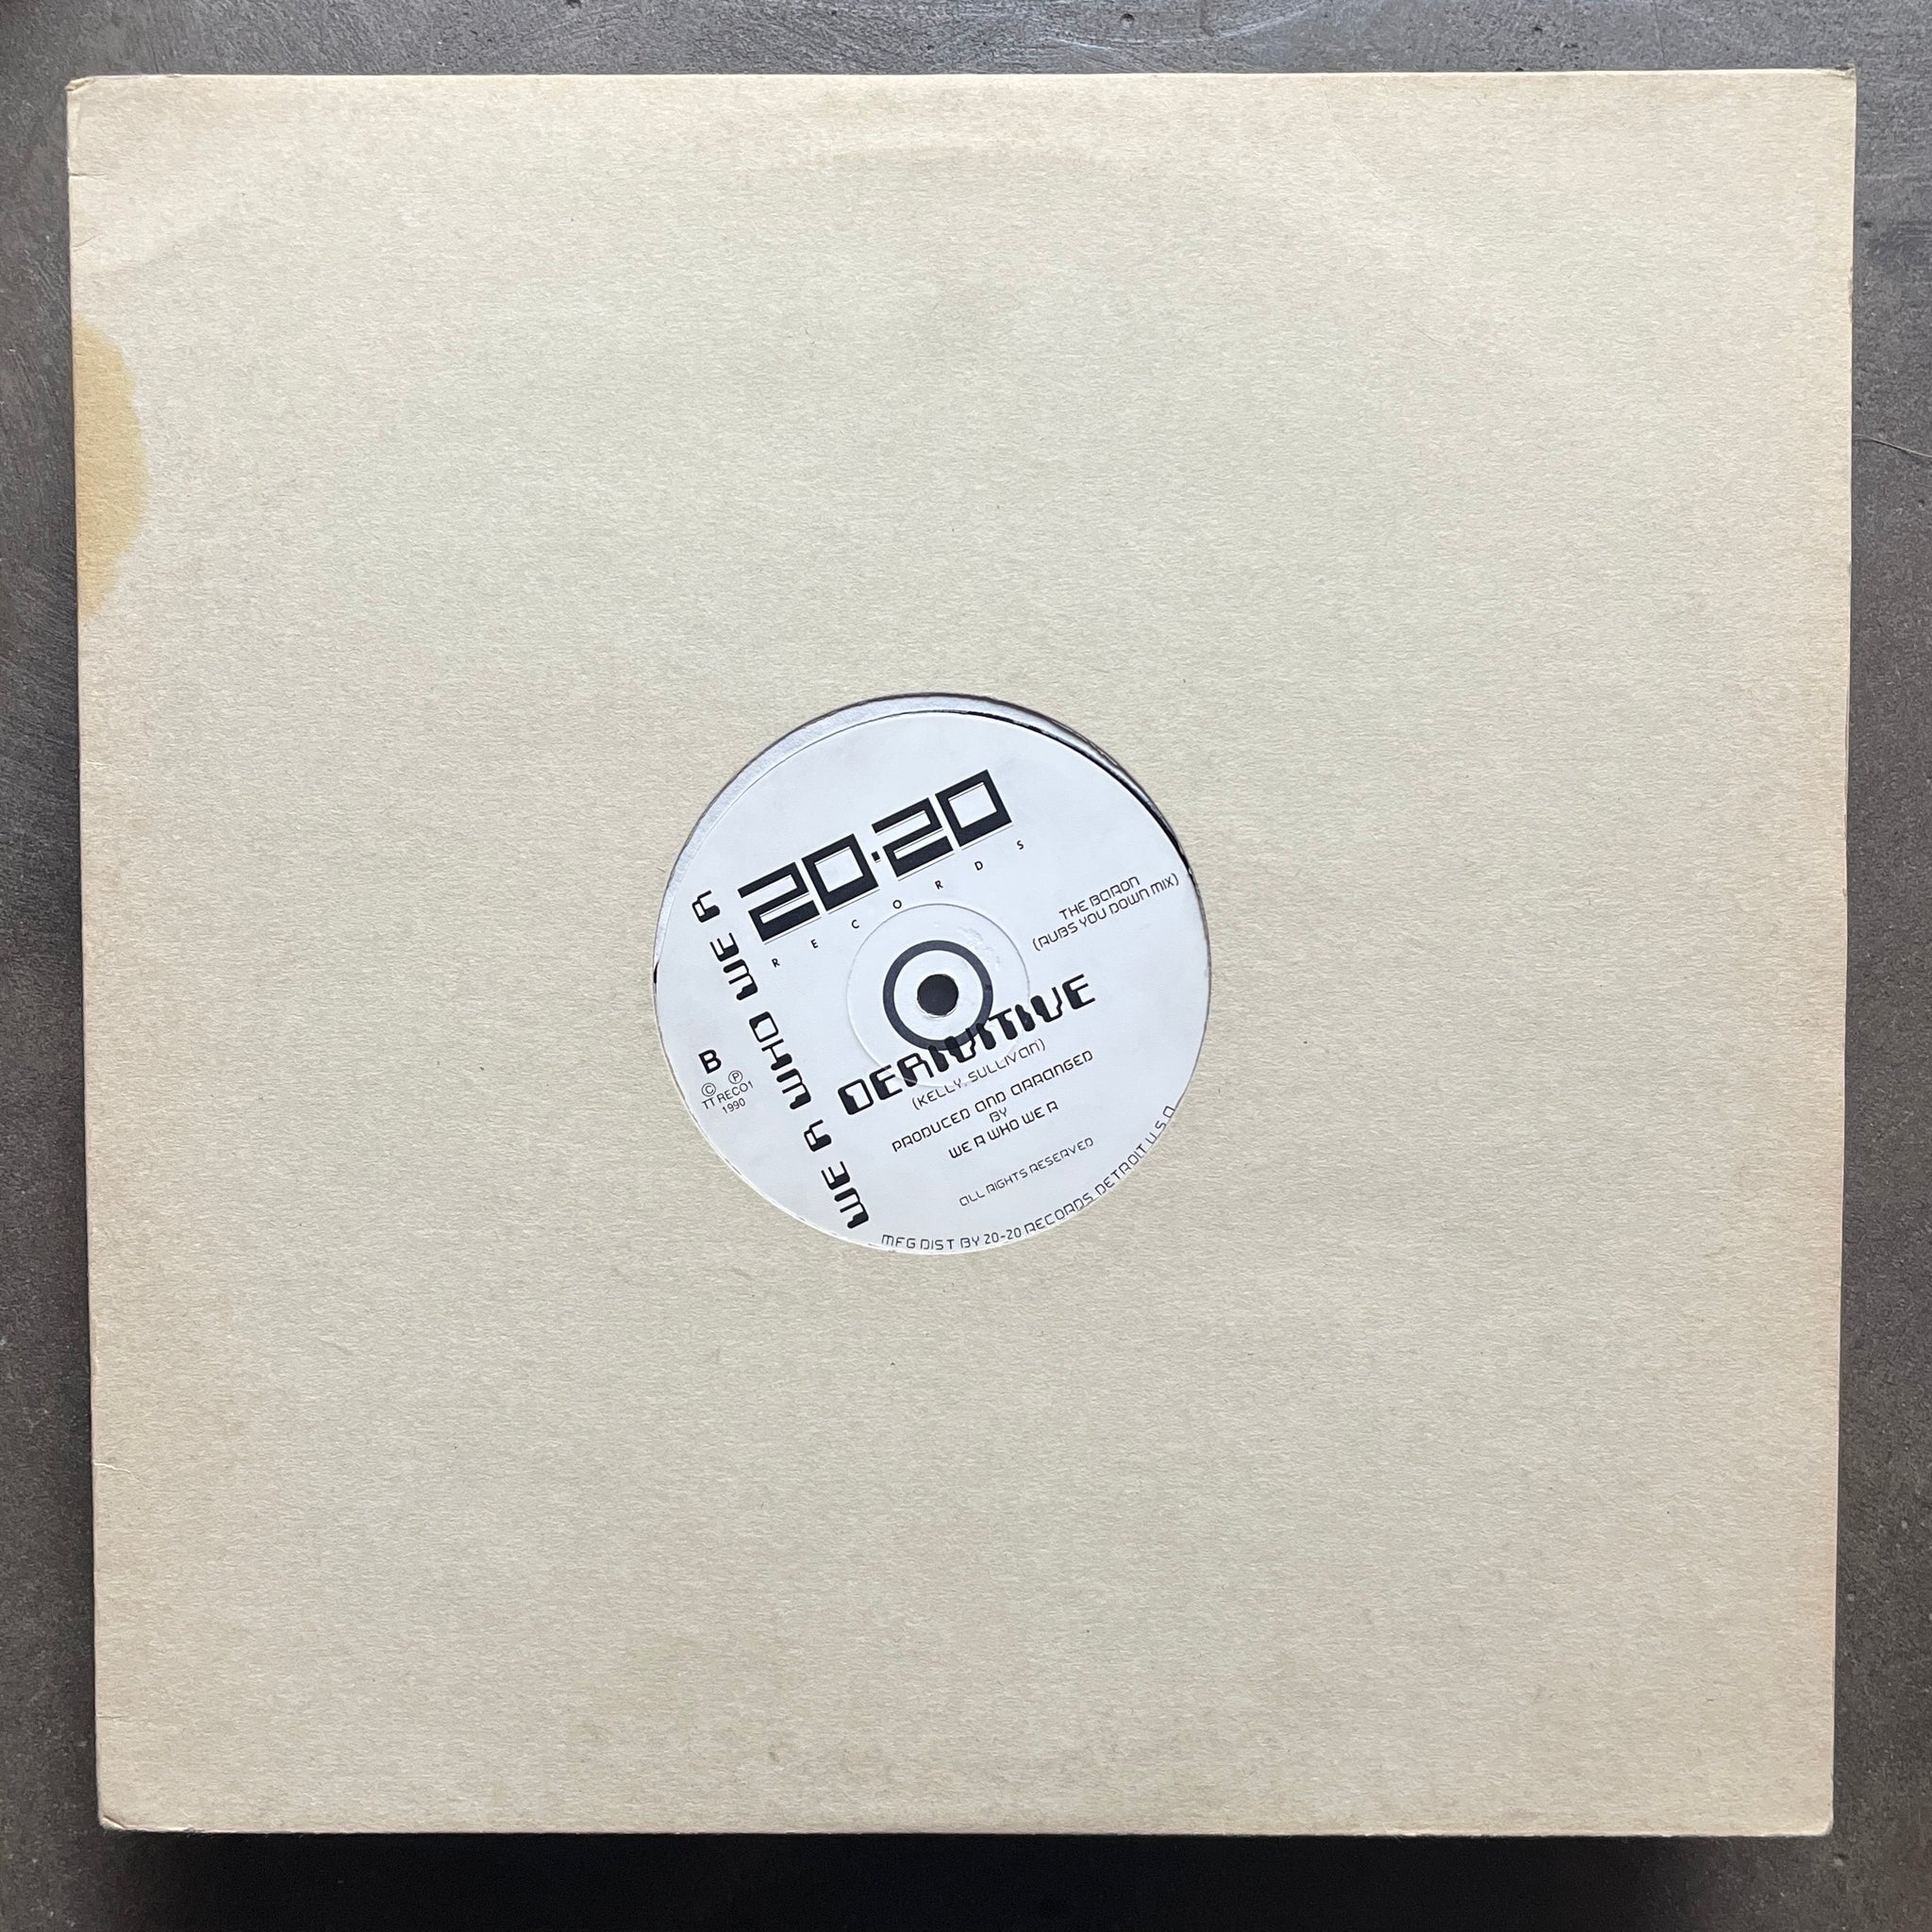 20·20
RECORDS
WE R WHO WE R
THE BARON
(RUBS YOU DOWN MIX)
B
© ℗
TT RECO1
1990
DERIVITIVE
(KELLY. SULLIVAN)
PRODUCED AND ARRANGED
BY
WE R WHO WE R
ALL RIGHTS RESERVED
MFG DIST BY 20-20 RECORDS DETROIT U.S.A